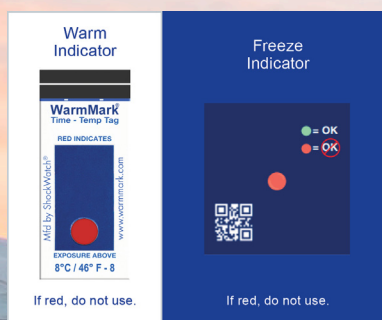 Warm
Indicator
WarmMark®
Time - Temp Tag
RED INDICATES
Mfd by ShockWatch®
www.warmmark.com
EXPOSURE ABOVE
8°C / 46° F - 8
If red, do not use.
Freeze
Indicator
= OK
= OK
If red, do not use.